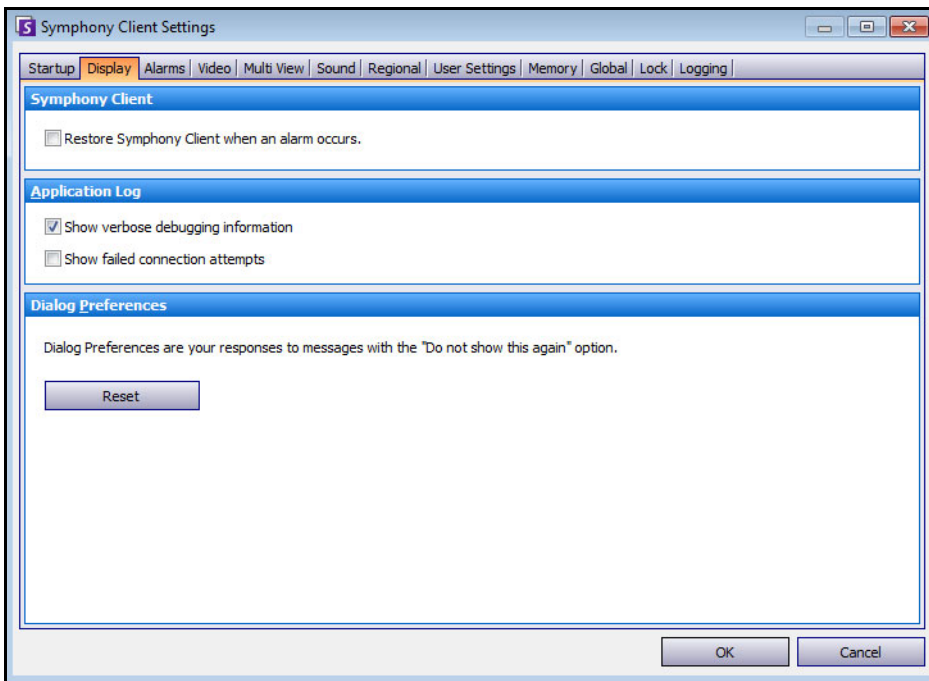 Symphony Client Settings
Startup Display Alarms Video Multi View Sound Regional User Settings Memory Global Lock Logging
Symphony Client
Restore Symphony Client when an alarm occurs.
Application Log
Show verbose debugging information
Show failed connection attempts
Dialog Preferences
Dialog Preferences are your responses to messages with the "Do not show this again" option.
Reset
OK Cancel